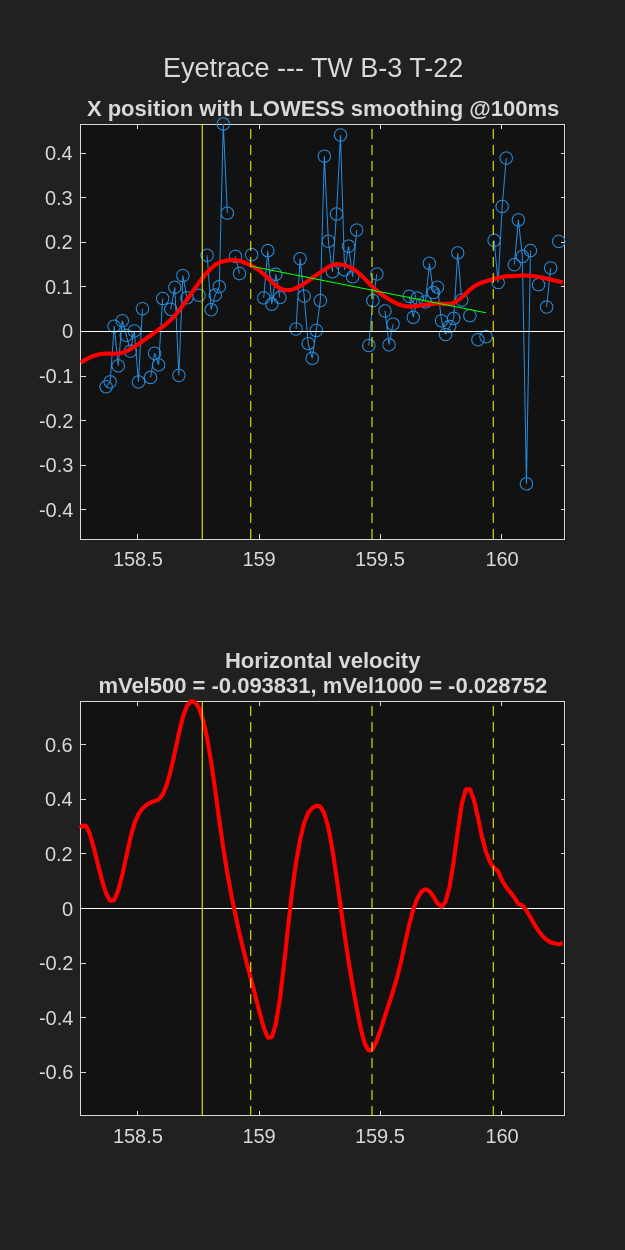 Eyetrace --- TW B-3 T-22
X position with LOWESS smoothing @100ms
0.4
0.3
0.2
0.1
0
-0.1
-0.2
-0.3
-0.4
158.5 159 159.5 160
Horizontal velocity
mVel500 = -0.093831, mVel1000 = -0.028752
0.6
0.4
0.2
0
-0.2
-0.4
-0.6
158.5 159 159.5 160